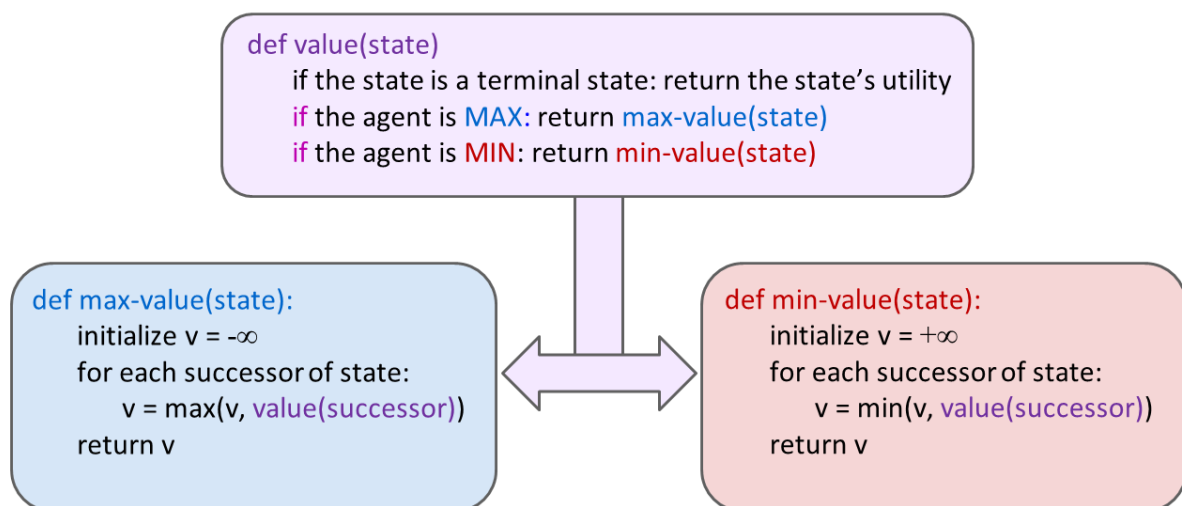 def value(state)
if the state is a terminal state: return the state’s utility
if the agent is MAX: return max-value(state)
if the agent is MIN: return min-value(state)
def max-value(state):
initialize v = -∞
for each successor of state:
v = max(v, value(successor))
return v
def min-value(state):
initialize v = +∞
for each successor of state:
v = min(v, value(successor))
return v